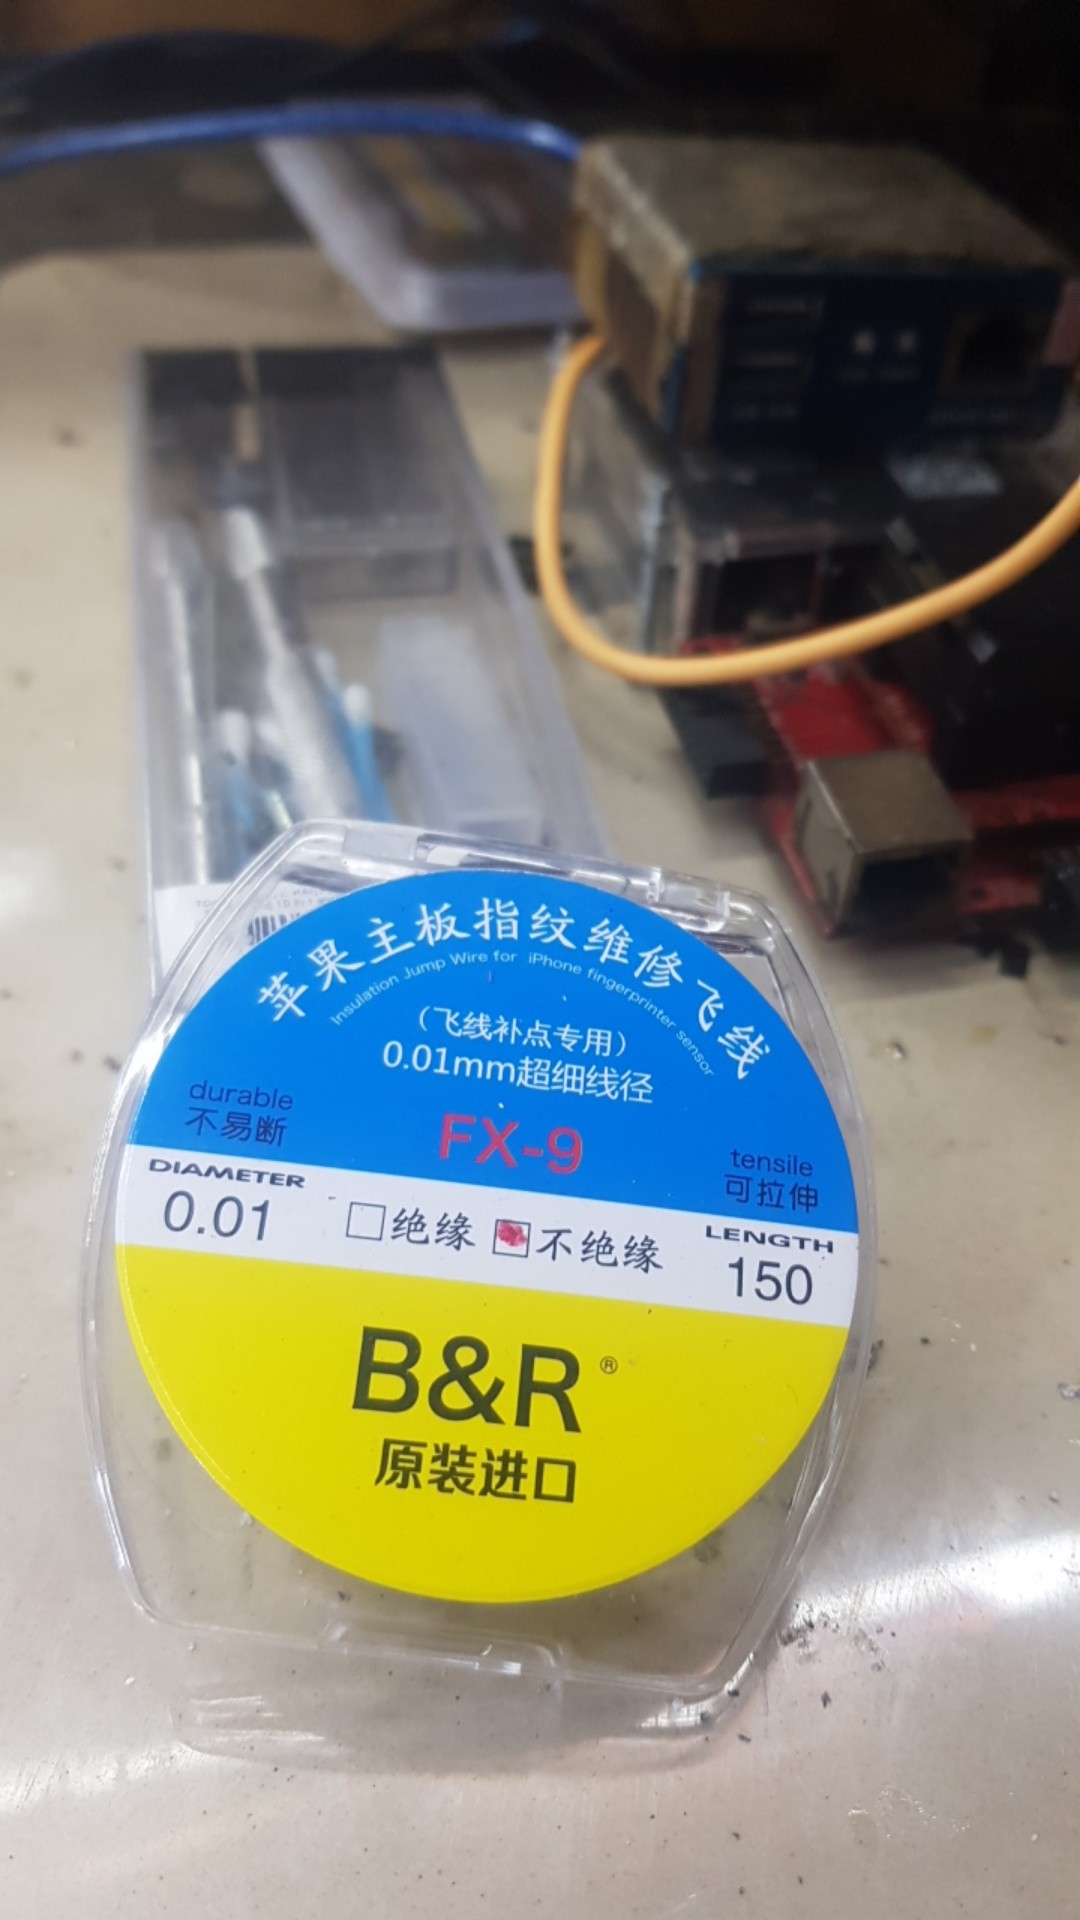 苹果主板指纹维修飞线
Insulation Jump Wire for iPhone fingerprinter sensor
（飞线补点专用）
0.01mm超细线径
durable
不易断
FX-9
tensile
可拉伸
DIAMETER
0.01
绝缘
不绝缘
LENGTH
150
B&R®
原装进口